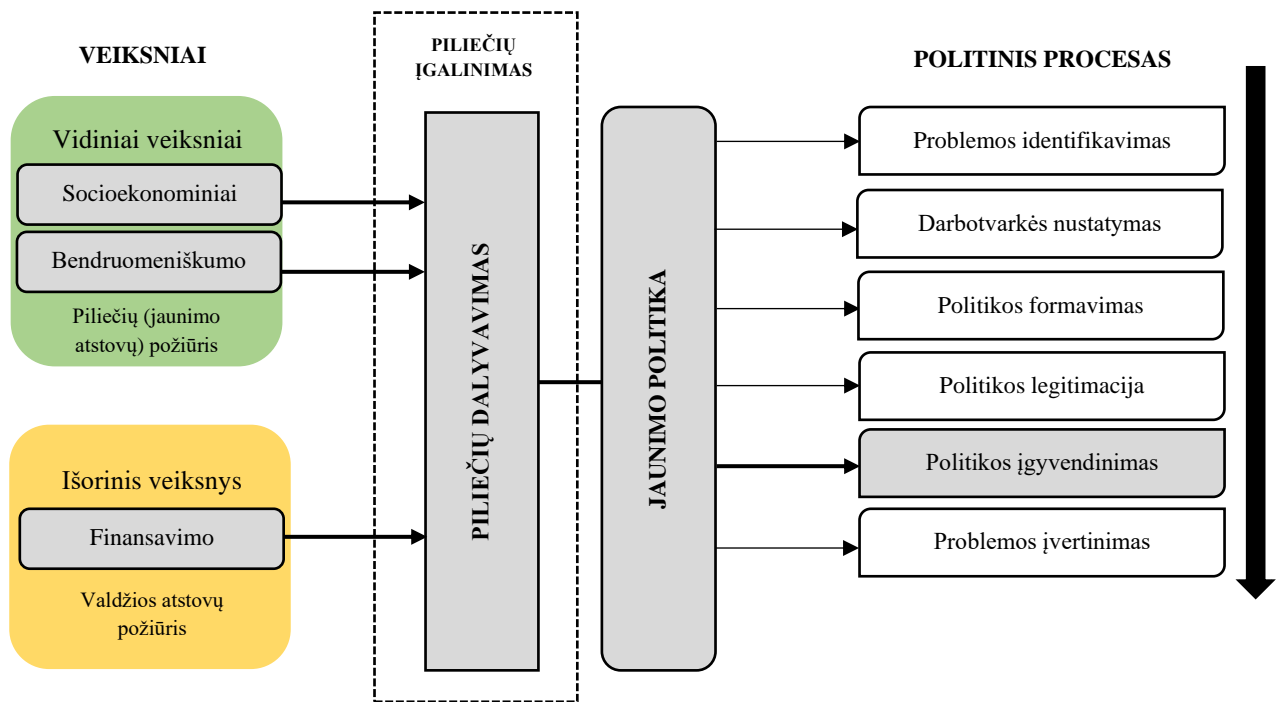 VEIKSNIAI
Vidiniai veiksniai
Socioekonominiai
Bendruomeniškumo
Piliečių (jaunimo
atstovų) požiūris
Išorinis veiksnys
Finansavimo
Valdžios atstovų
požiūris
PILIEČIŲ
ĮGALINIMAS
PILIEČIŲ DALYVAVIMAS
JAUNIMO POLITIKA
POLITINIS PROCESAS
Problemos identifikavimas
Darbotvarkės nustatymas
Politikos formavimas
Politikos legitimacija
Politikos įgyvendinimas
Problemos įvertinimas